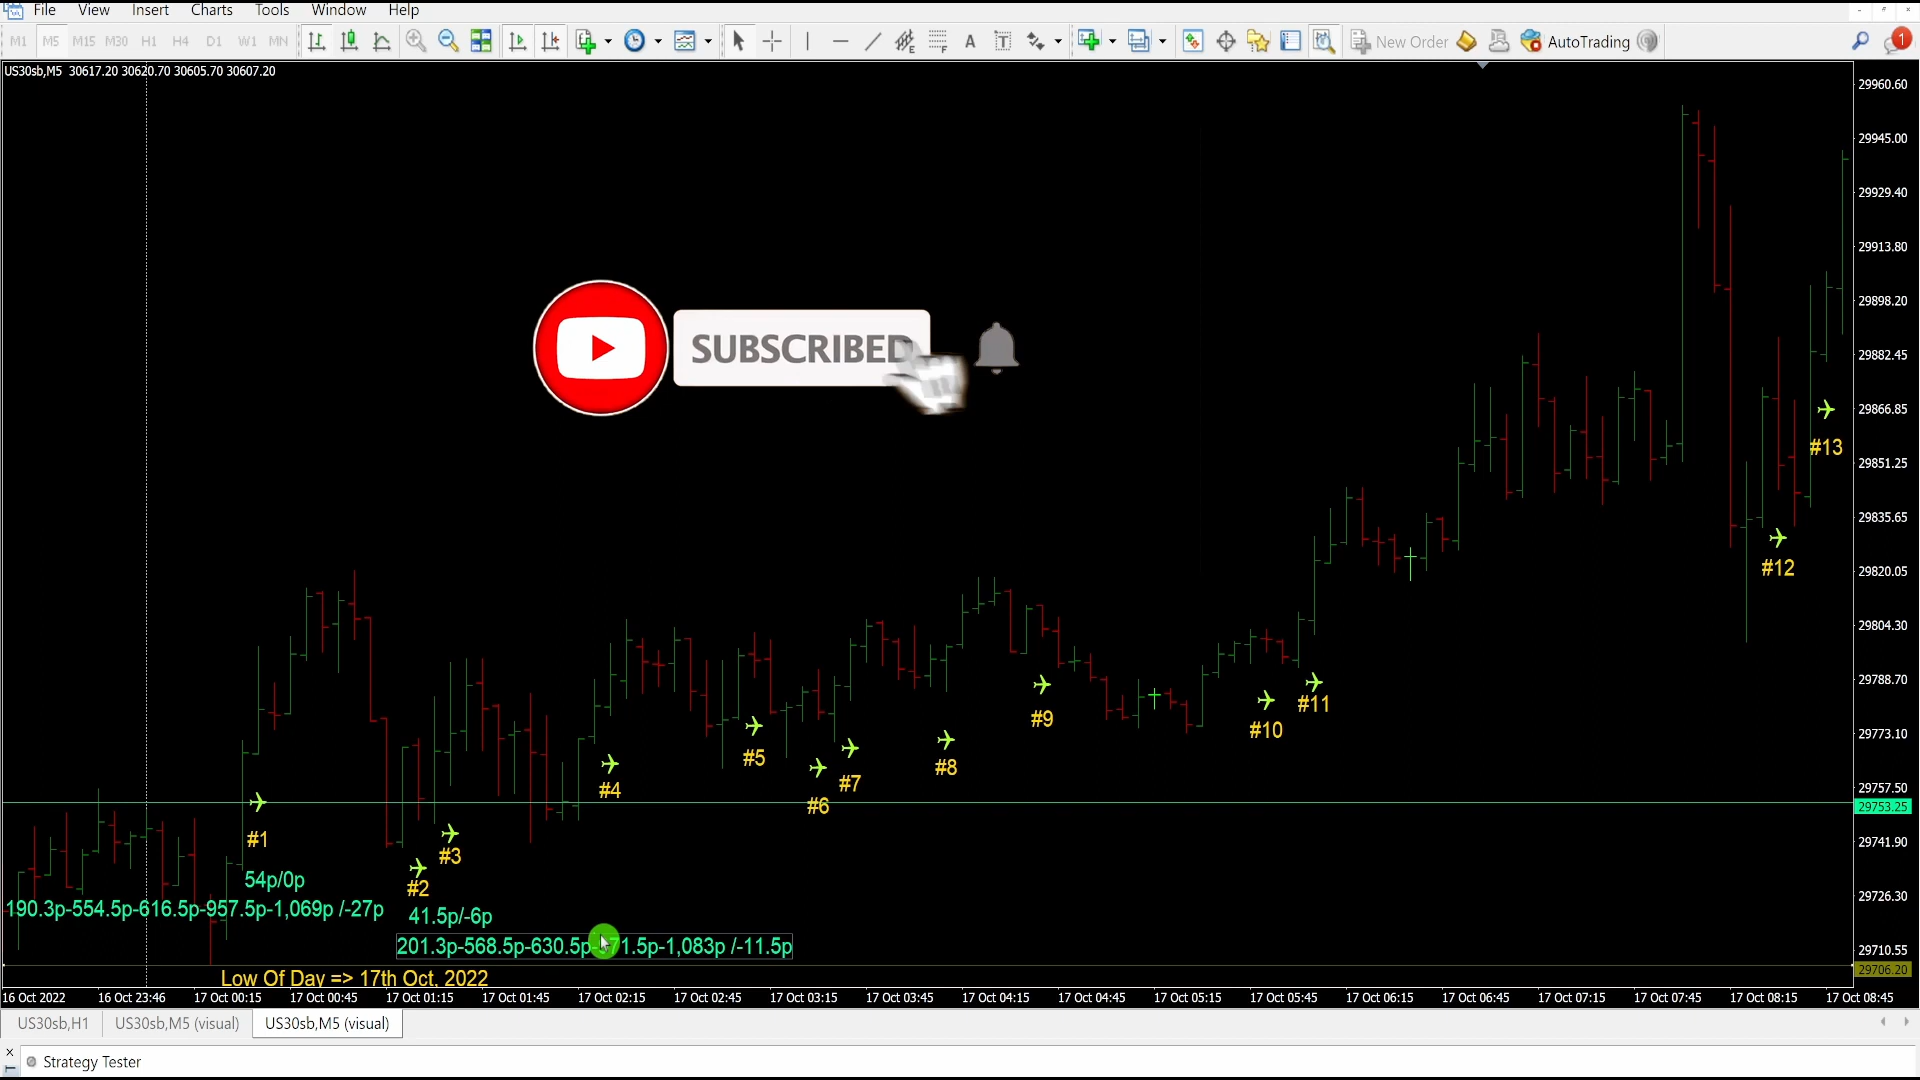 File View Insert Charts Tools Window Help
M1 M5 M15 M30 H1 H4 D1 W1 MN A T New Order AutoTrading 1
US30sb,M5 30617.20 30620.70 30605.70 30607.20
29960.60
29945.00
29929.40
29913.80
29898.20
SUBSCRIBED
29882.45
29866.85
#13
29851.25
29835.65
#12
29820.05
29804.30
29788.70
#11
#9
#10
29773.10
#5
#8
#7
#4
29757.50
#6
29753.25
#1
29741.90
#3
54p/0p
#2
29726.30
190.3p-554.5p-616.5p-957.5p-1,069p /-27p
41.5p/-6p
201.3p-568.5p-630.5p- 71.5p-1,083p /-11.5p
29710.55
29706.20
Low Of Day => 17th Oct, 2022
16 Oct 2022 16 Oct 23:46 17 Oct 00:15 17 Oct 00:45 17 Oct 01:15 17 Oct 01:45 17 Oct 02:15 17 Oct 02:45 17 Oct 03:15 17 Oct 03:45 17 Oct 04:15 17 Oct 04:45 17 Oct 05:15 17 Oct 05:45 17 Oct 06:15 17 Oct 06:45 17 Oct 07:15 17 Oct 07:45 17 Oct 08:15 17 Oct 08:45
US30sb,H1 US30sb,M5 (visual) US30sb,M5 (visual)
Strategy Tester